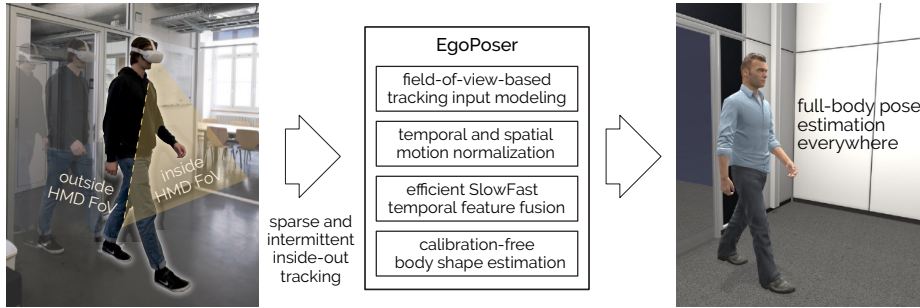 outside
HMD FoV
inside
HMD FoV
sparse and
intermittent
inside-out
tracking
EgoPoser
field-of-view-based
tracking input modeling
temporal and spatial
motion normalization
efficient SlowFast
temporal feature fusion
calibration-free
body shape estimation
full-body pose
estimation
everywhere